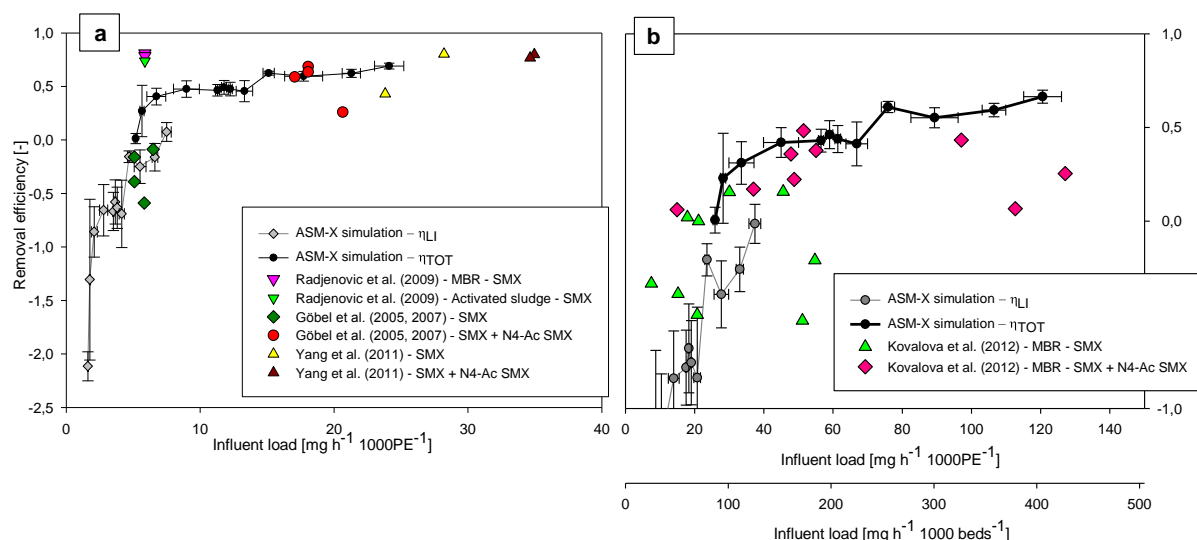 a
1,0
0,5
0,0
-0,5
-1,0
-1,5
-2,0
-2,5
Removal efficiency [-]
0 10 20 30 40
Influent load [mg h-1 1000PE-1]
ASM-X simulation – ηLI
ASM-X simulation – ηTOT
Radjenovic et al. (2009) - MBR - SMX
Radjenovic et al. (2009) - Activated sludge - SMX
Göbel et al. (2005, 2007) - SMX
Göbel et al. (2005, 2007) - SMX + N4-Ac SMX
Yang et al. (2011) - SMX
Yang et al. (2011) - SMX + N4-Ac SMX
b
1,0
0,5
0,0
-1,0
ASM-X simulation – ηLI
ASM-X simulation – ηTOT
Kovalova et al. (2012) - MBR - SMX
Kovalova et al. (2012) - MBR - SMX + N4-Ac SMX
0 20 40 60 80 100 120 140
Influent load [mg h-1 1000PE-1]
0 100 200 300 400 500
Influent load [mg h-1 1000 beds-1]